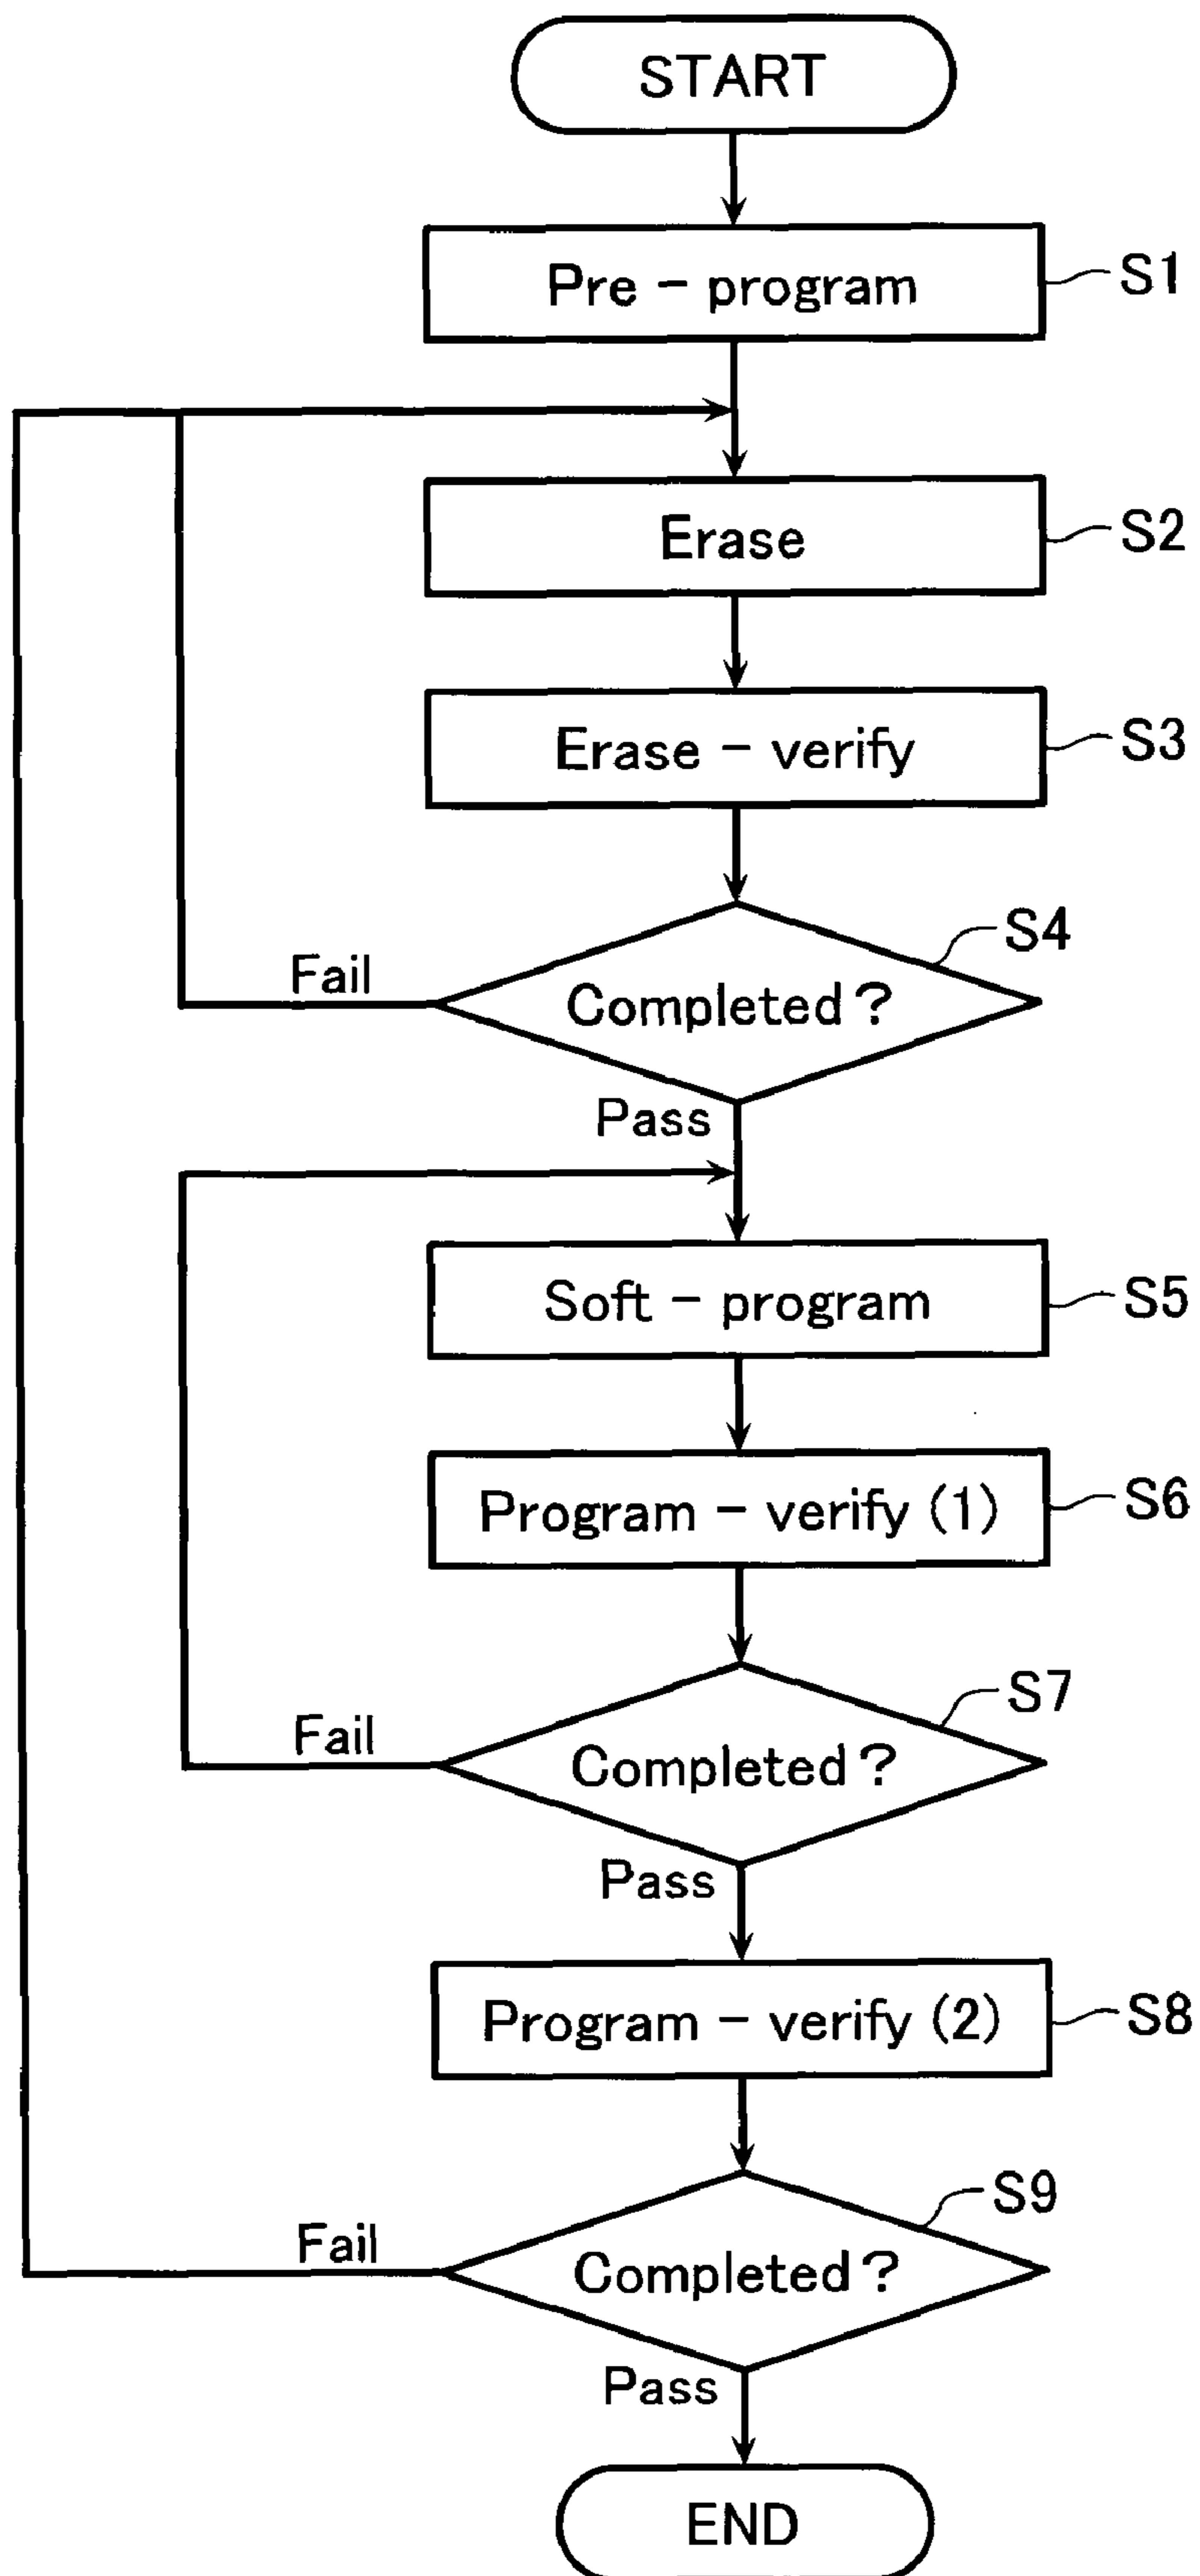 START
Pre - program
S1
Erase
S2
Erase - verify
S3
S4
Fail
Completed ?
Pass
Soft - program
S5
Program - verify (1)
S6
S7
Fail
Completed ?
Pass
Program - verify (2)
S8
S9
Fail
Completed ?
Pass
END